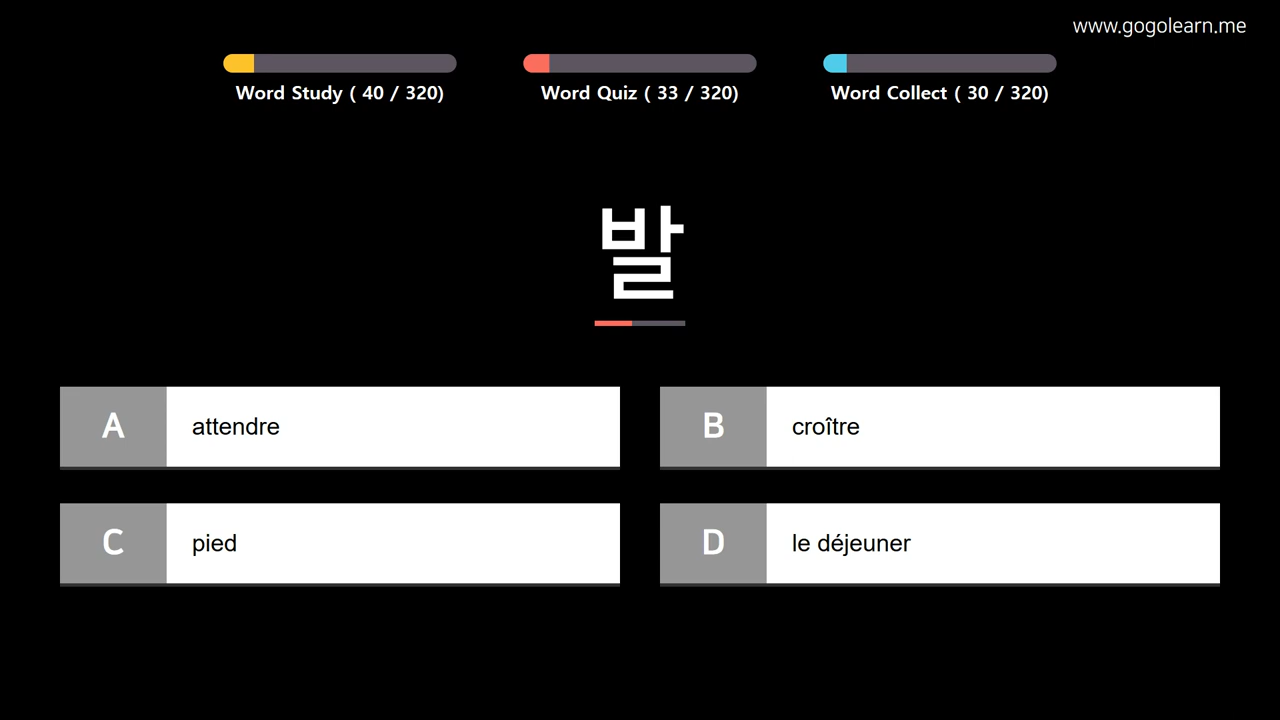 www.gogolearn.me
Word Study ( 40 / 320)
Word Quiz ( 33 / 320)
Word Collect ( 30 / 320)
발
A attendre
B croître
C pied
D le déjeuner